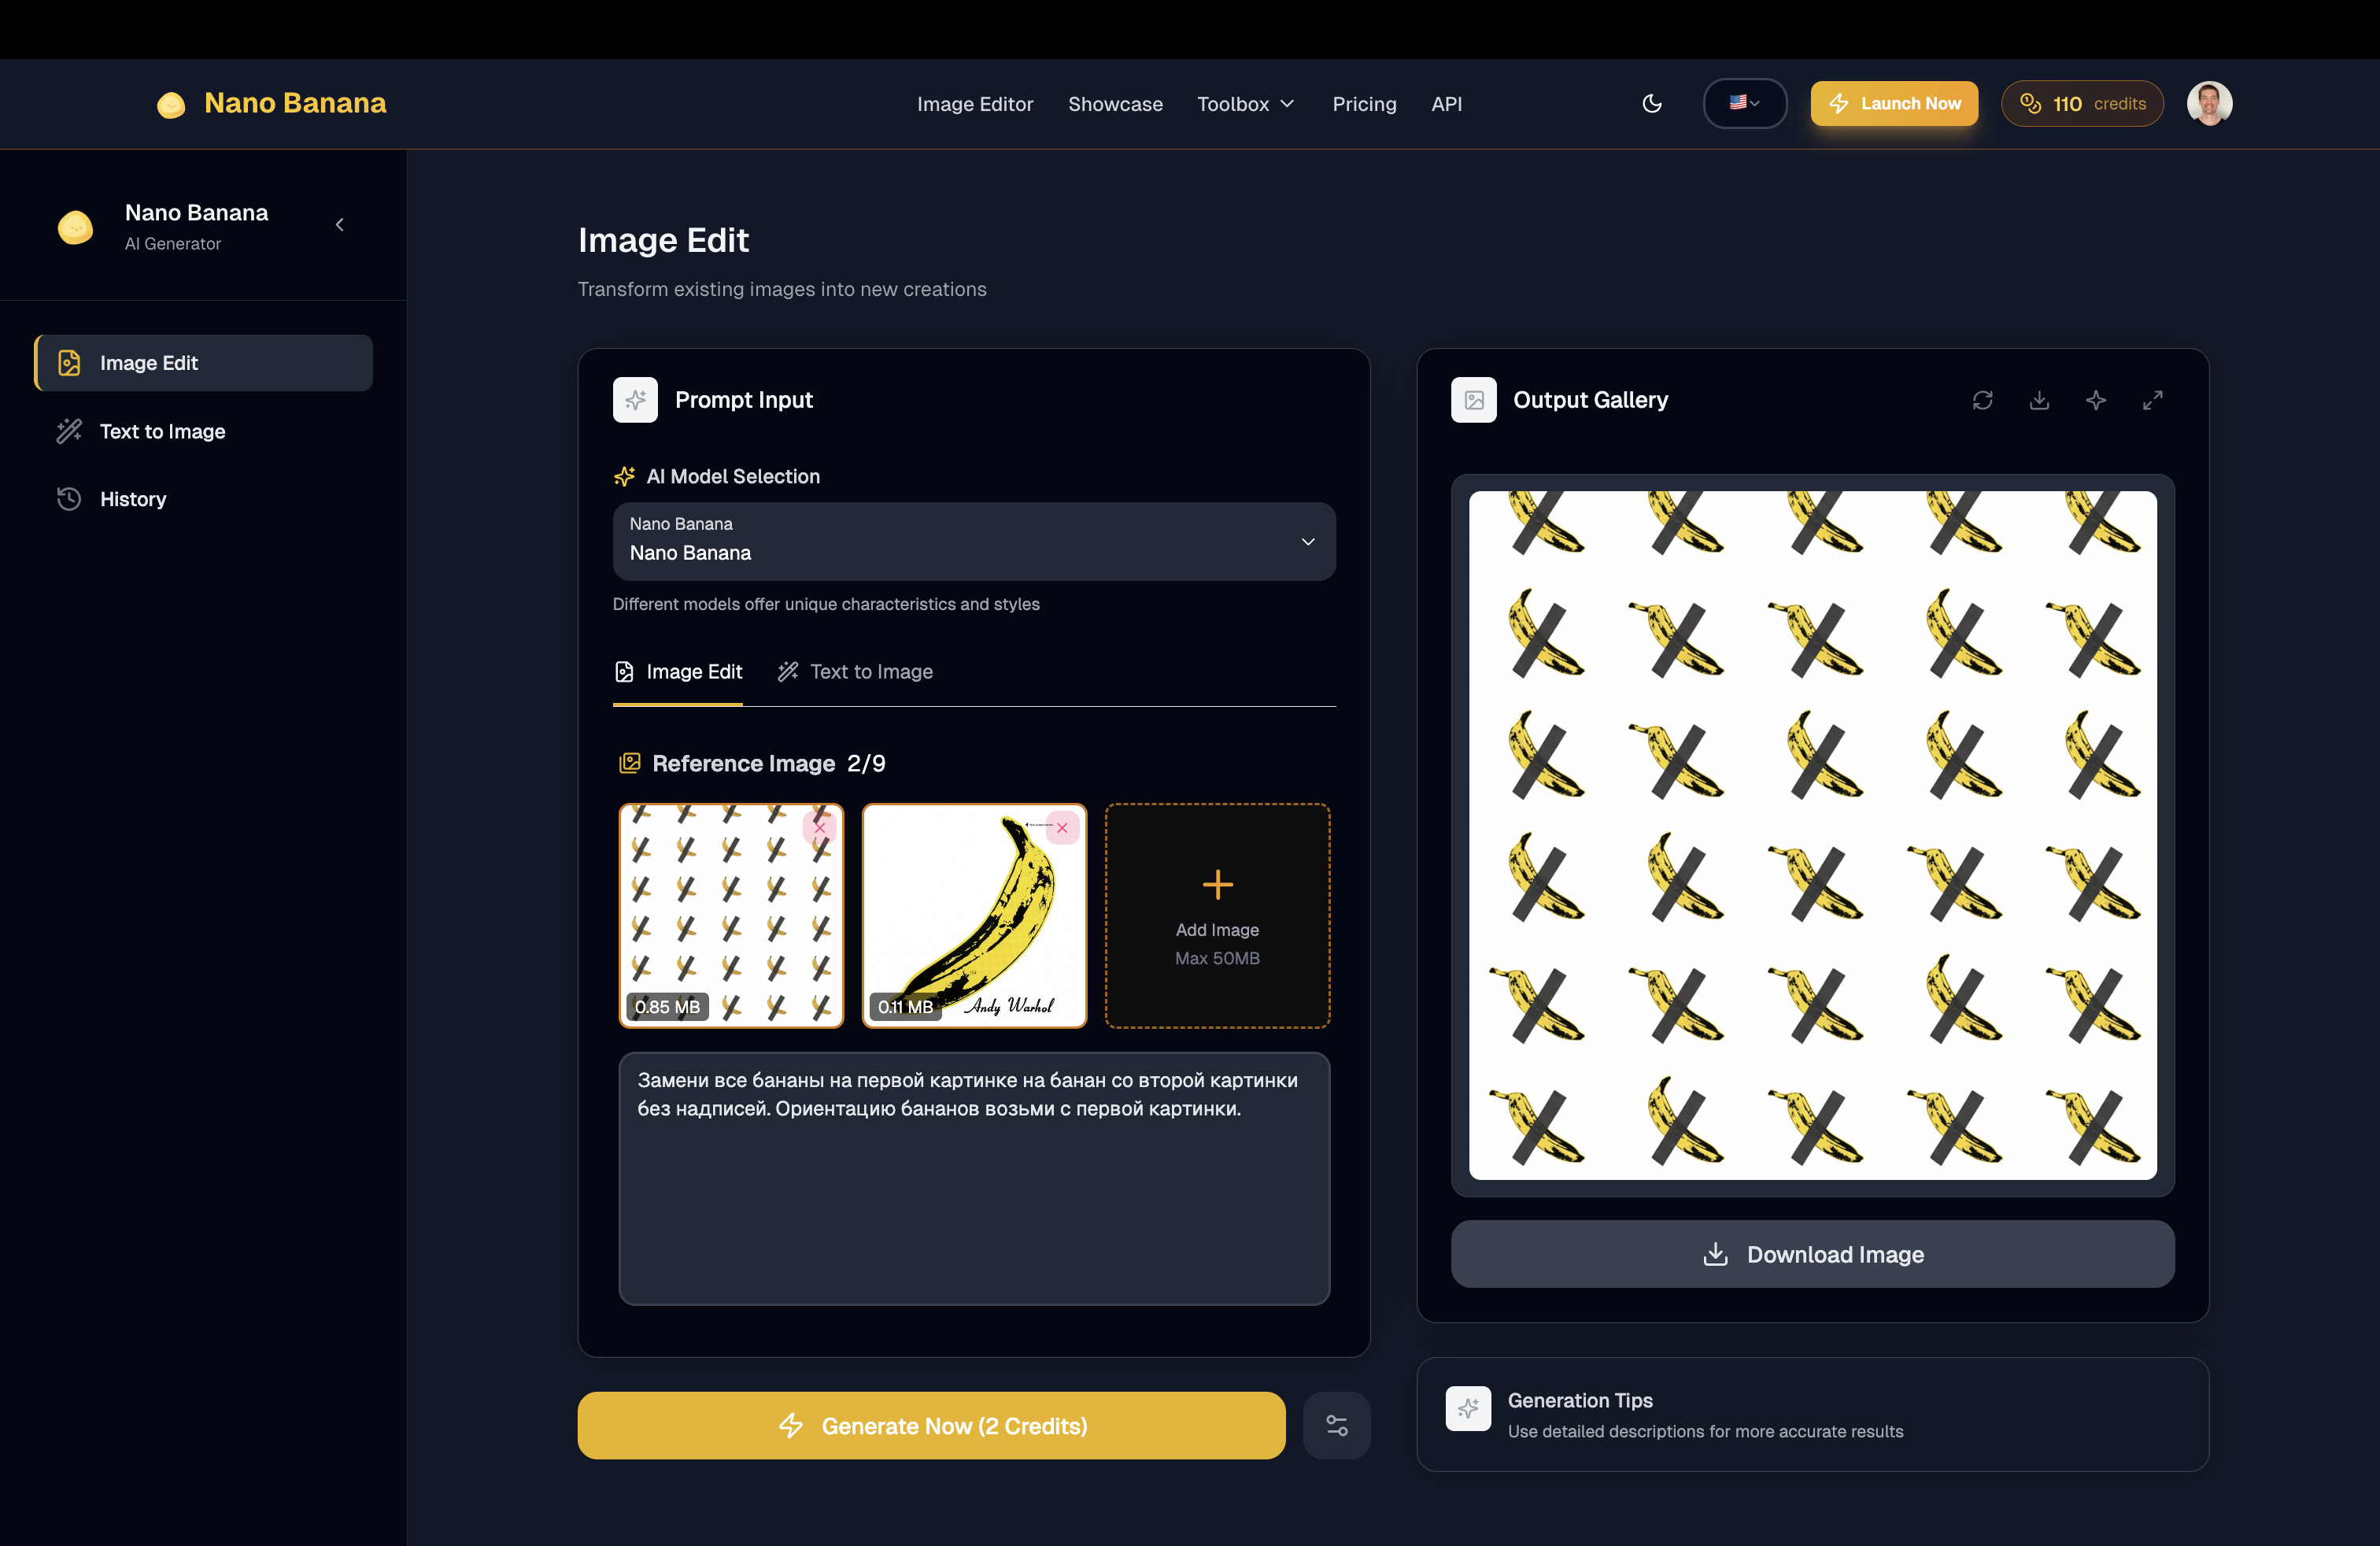 Nano Banana
Image Editor
Showcase
Toolbox
Pricing
API
Launch Now
110 credits
Nano Banana
AI Generator
Image Edit
Text to Image
History
Image Edit
Transform existing images into new creations
Prompt Input
AI Model Selection
Nano Banana
Nano Banana
Different models offer unique characteristics and styles
Image Edit
Text to Image
Reference Image 2/9
0.85 MB
0.11 MB
Andy Warhol
Add Image
Max 50MB
Замени все бананы на первой картинке на банан со второй картинки
без надписей. Ориентацию бананов возьми с первой картинки.
Generate Now (2 Credits)
Output Gallery
Download Image
Generation Tips
Use detailed descriptions for more accurate results